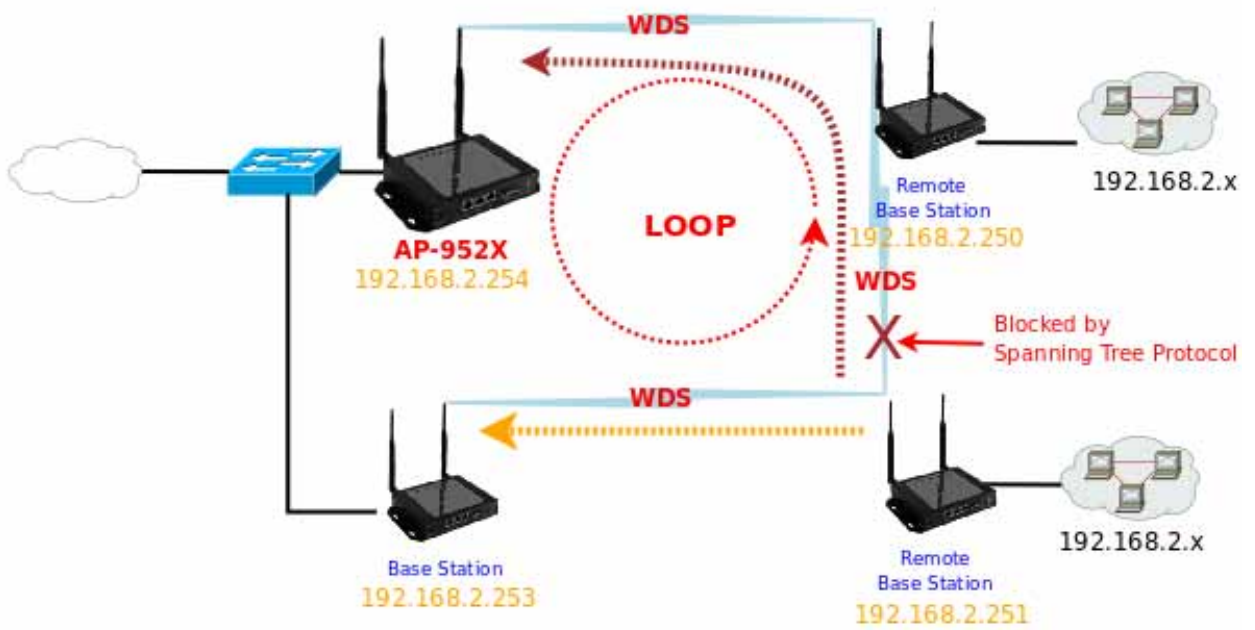 WDS
192.168.2.x
Remote
Base Station
192.168.2.250
LOOP
AP-952X
192.168.2.254
WDS
Blocked by
Spanning Tree Protocol
WDS
192.168.2.x
Base Station
192.168.2.253
Remote
Base Station
192.168.2.251